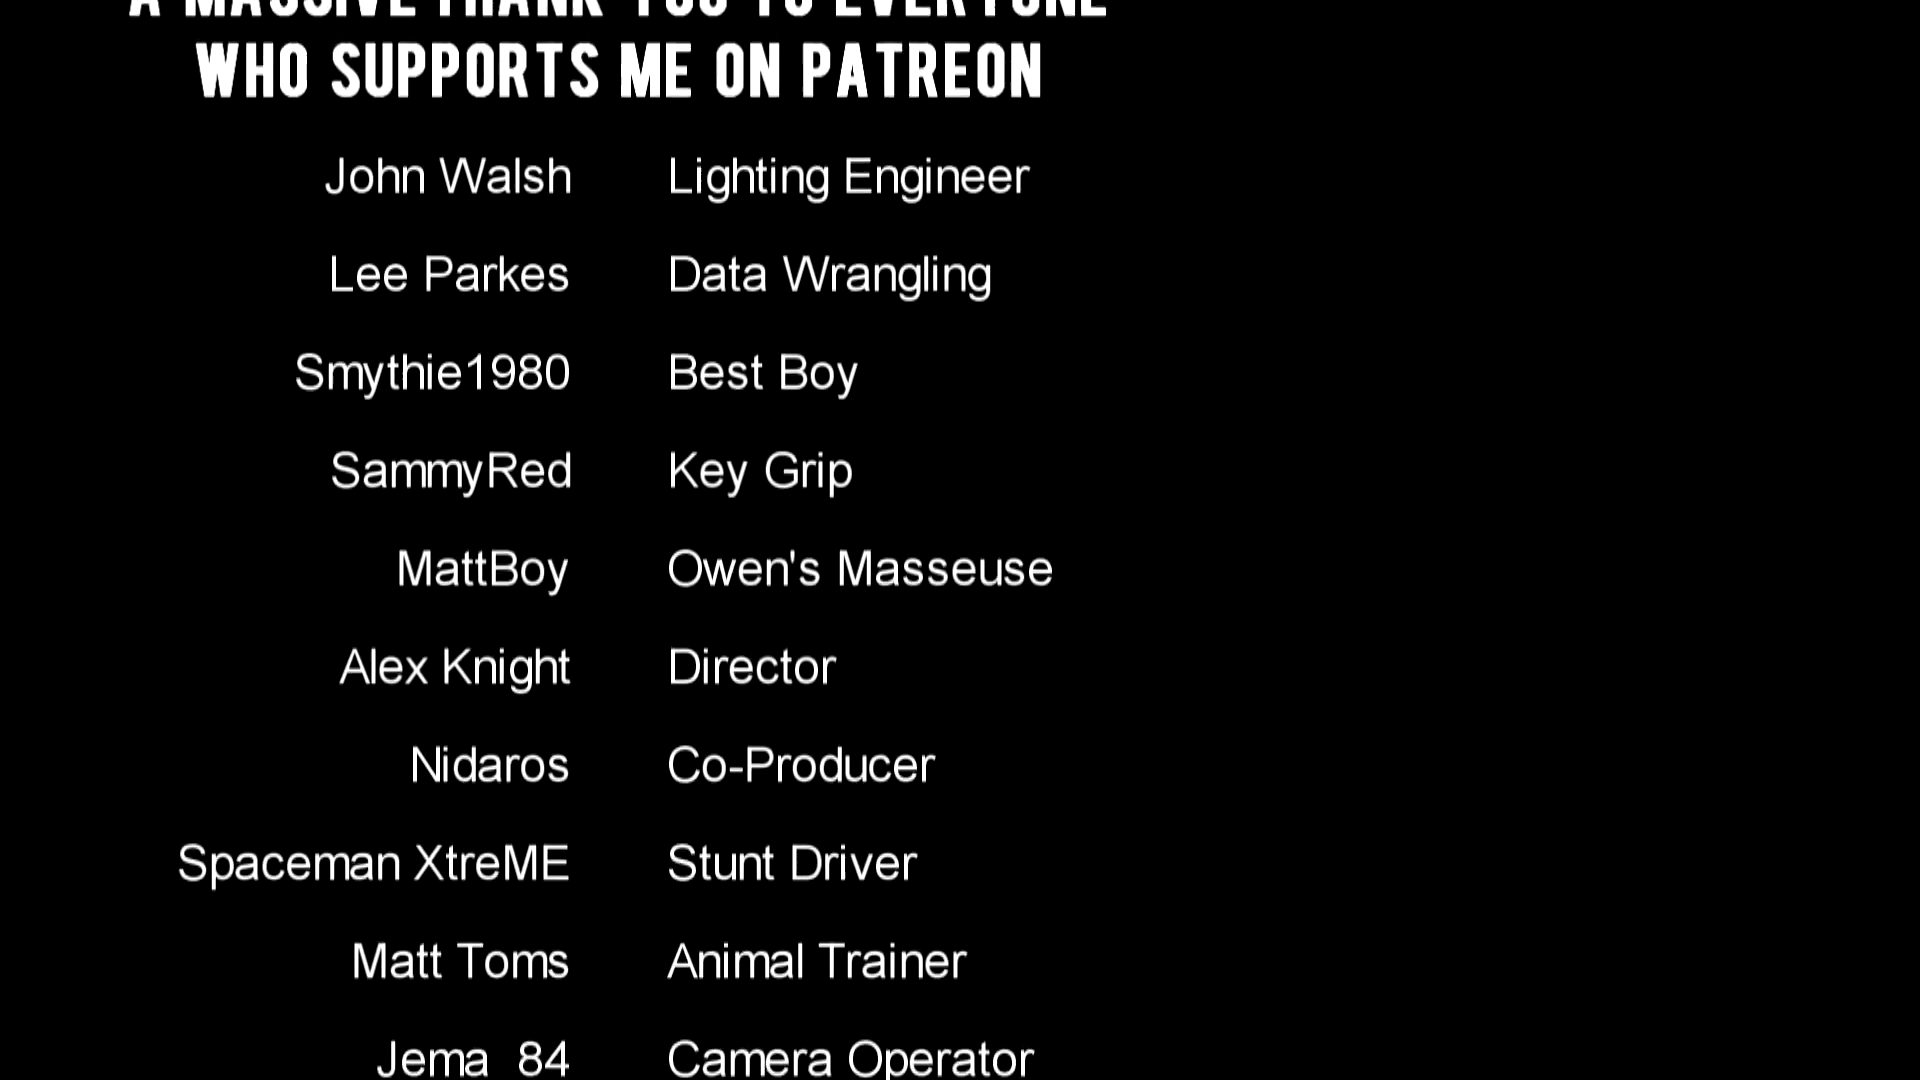 A MASSIVE THANK YOU TO EVERYONE
WHO SUPPORTS ME ON PATREON
John Walsh Lighting Engineer
Lee Parkes Data Wrangling
Smythie1980 Best Boy
SammyRed Key Grip
MattBoy Owen's Masseuse
Alex Knight Director
Nidaros Co-Producer
Spaceman XtreME Stunt Driver
Matt Toms Animal Trainer
Jema_84 Camera Operator